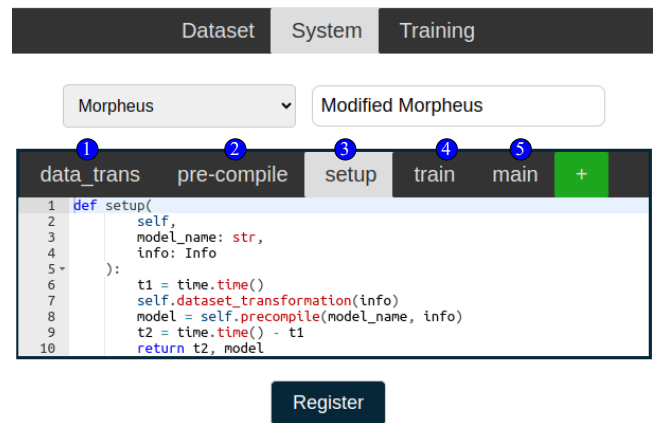 Dataset System Training
Morpheus Modified Morpheus
1 2 3 4 5
data_trans pre-compile setup train main +
1 def setup(
2 self,
3 model_name: str,
4 info: Info
5 ):
6 t1 = time.time()
7 self.dataset_transformation(info)
8 model = self.precompile(model_name, info)
9 t2 = time.time() - t1
10 return t2, model
Register